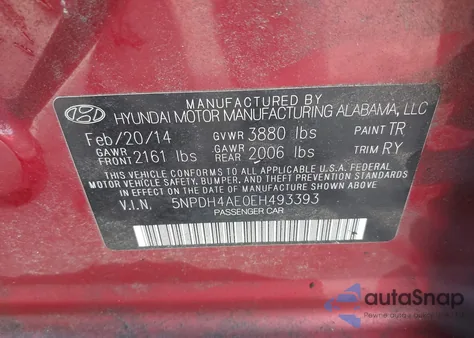 MANUFACTURED BY
HYUNDAI MOTOR MANUFACTURING ALABAMA, LLC
Feb/20/14 GVWR 3880 lbs PAINT TR
GAWR FRONT 2161 lbs GAWR REAR 2006 lbs TRIM RY
THIS VEHICLE CONFORMS TO ALL APPLICABLE U.S.A. FEDERAL
MOTOR VEHICLE SAFETY, BUMPER, AND THEFT PREVENTION
STANDARDS IN EFFECT ON THE DATE OF MANUFACTURE SHOWN ABOVE.
V.I.N. 5NPDH4AE0EH493393
PASSENGER CAR
autoSnap